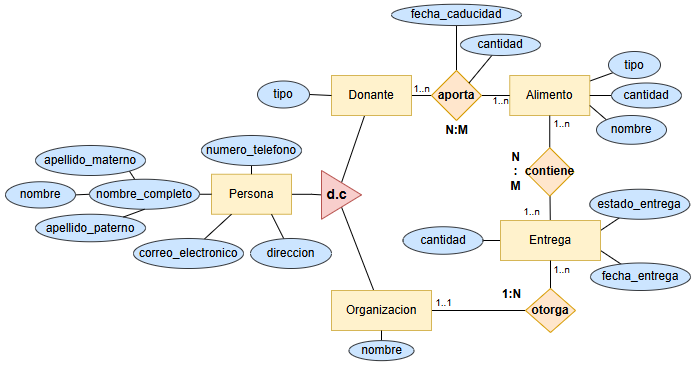 fecha_caducidad
cantidad
tipo
Donante
1..n
aporta
1..n
Alimento
tipo
cantidad
nombre
N:M
1..n
numero_telefono
apellido_materno
nombre
nombre_completo
apellido_paterno
Persona
d.c
N
:
M
contiene
correo_electronico
direccion
1..n
estado_entrega
cantidad
Entrega
fecha_entrega
1..n
1:N
Organizacion
1..1
otorga
nombre